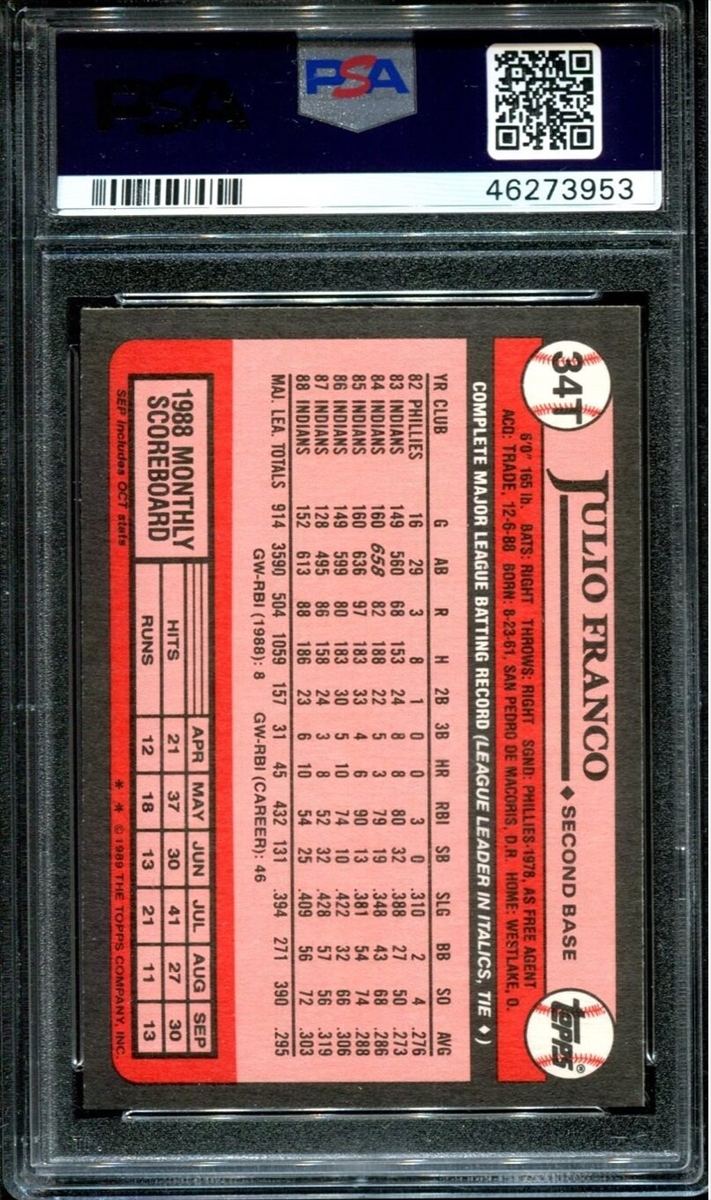 PSA
PSA
46273953
34T
JULIO FRANCO ♦ SECOND BASE
topps®
6'0" 165 lb. BATS: RIGHT THROWS: RIGHT SGND: PHILLIES-1978, AS FREE AGENT
ACQ: TRADE, 12-6-88 BORN: 8-23-61, SAN PEDRO DE MACORIS, D.R. HOME: WESTLAKE, O.
COMPLETE MAJOR LEAGUE BATTING RECORD (LEAGUE LEADER IN ITALICS, TIE ♦)
YR CLUB G AB R H 2B 3B HR RBI SB SLG BB SO AVG
82 PHILLIES 16 29 3 8 1 0 0 3 0 .310 2 4 .276
83 INDIANS 149 560 68 153 24 8 8 80 32 .388 27 50 .273
84 INDIANS 160 658 82 188 22 5 3 79 19 .348 43 68 .286
85 INDIANS 160 636 97 183 33 4 6 90 13 .381 54 74 .288
86 INDIANS 149 599 80 183 30 5 10 74 10 .422 32 66 .306
87 INDIANS 128 495 86 158 24 3 8 52 32 .428 57 56 .319
88 INDIANS 152 613 88 186 23 6 10 54 25 .409 56 72 .303
MAJ. LEA. TOTALS 914 3590 504 1059 157 31 45 432 131 .394 271 390 .295
GW-RBI (1988): 8 GW-RBI (CAREER): 46
1988 MONTHLY
SCOREBOARD
APR MAY JUN JUL AUG SEP
HITS 21 37 30 41 27 30
RUNS 12 18 13 21 11 13
SEP includes OCT stats
* * © 1989 THE TOPPS COMPANY, INC.